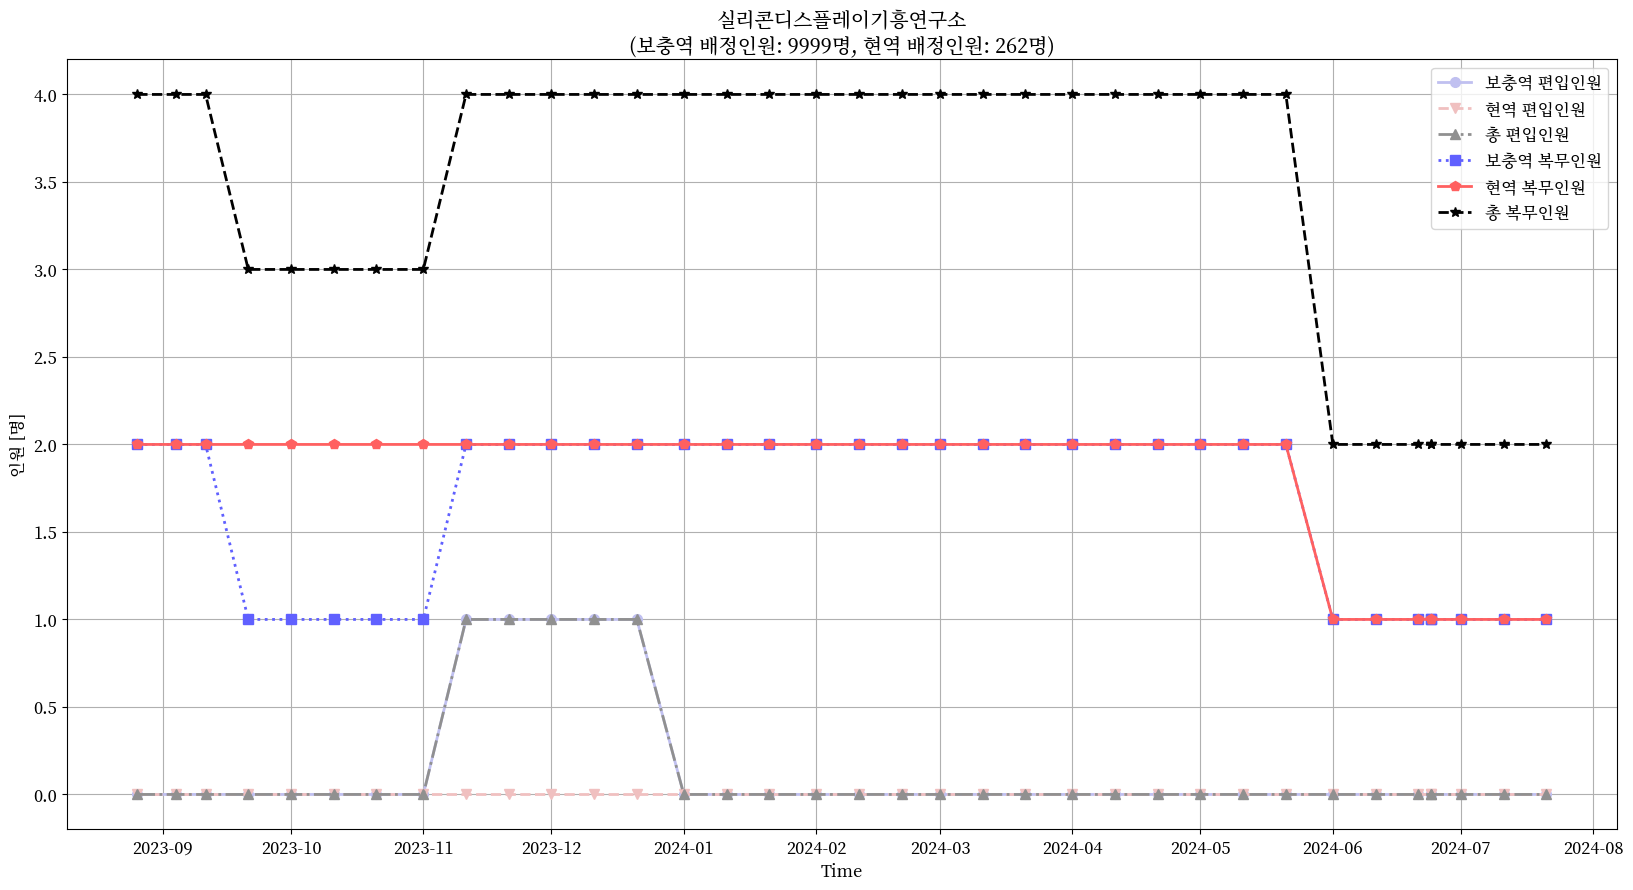 실리콘디스플레이기흥연구소
(보충역 배정인원: 9999명, 현역 배정인원: 262명)
보충역 편입인원
현역 편입인원
총 편입인원
보충역 복무인원
현역 복무인원
총 복무인원
4.0
3.5
3.0
2.5
2.0
1.5
1.0
0.5
0.0
인원 [명]
2023-09
2023-10
2023-11
2023-12
2024-01
2024-02
2024-03
2024-04
2024-05
2024-06
2024-07
2024-08
Time